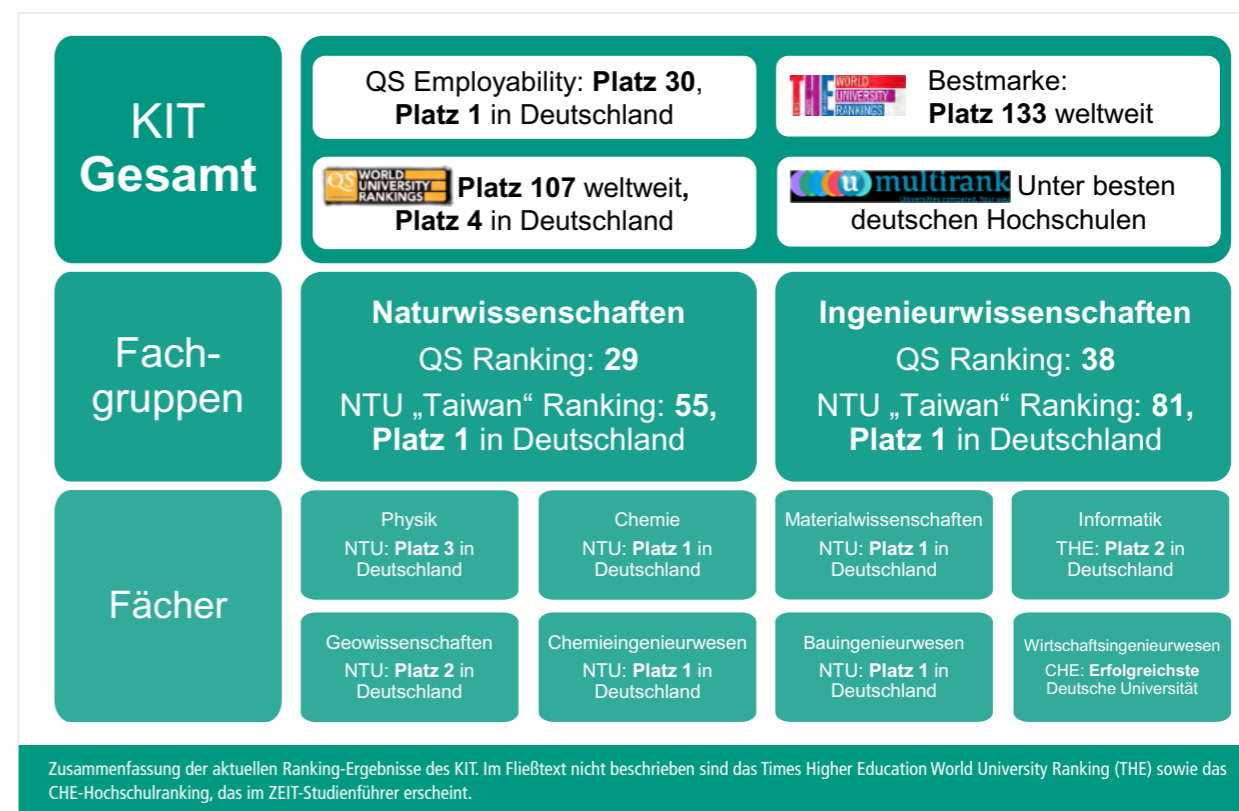 KIT
Gesamt
QS Employability: Platz 30,
Platz 1 in Deutschland
THE WORLD
UNIVERSITY
RANKINGS
Bestmarke:
Platz 133 weltweit
QS WORLD
UNIVERSITY
RANKINGS
Platz 107 weltweit,
Platz 4 in Deutschland
u multirank
Universities compared. Your way.
Unter besten
deutschen Hochschulen
Fach-
gruppen
Naturwissenschaften
QS Ranking: 29
NTU „Taiwan“ Ranking: 55,
Platz 1 in Deutschland
Ingenieurwissenschaften
QS Ranking: 38
NTU „Taiwan“ Ranking: 81,
Platz 1 in Deutschland
Fächer
Physik
NTU: Platz 3 in
Deutschland
Chemie
NTU: Platz 1 in
Deutschland
Materialwissenschaften
NTU: Platz 1 in
Deutschland
Informatik
THE: Platz 2 in
Deutschland
Geowissenschaften
NTU: Platz 2 in
Deutschland
Chemieingenieurwesen
NTU: Platz 1 in
Deutschland
Bauingenieurwesen
NTU: Platz 1 in
Deutschland
Wirtschaftsingenieurwesen
CHE: Erfolgreichste
Deutsche Universität
Zusammenfassung der aktuellen Ranking-Ergebnisse des KIT. Im Fließtext nicht beschrieben sind das Times Higher Education World University Ranking (THE) sowie das
CHE-Hochschulranking, das im ZEIT-Studienführer erscheint.